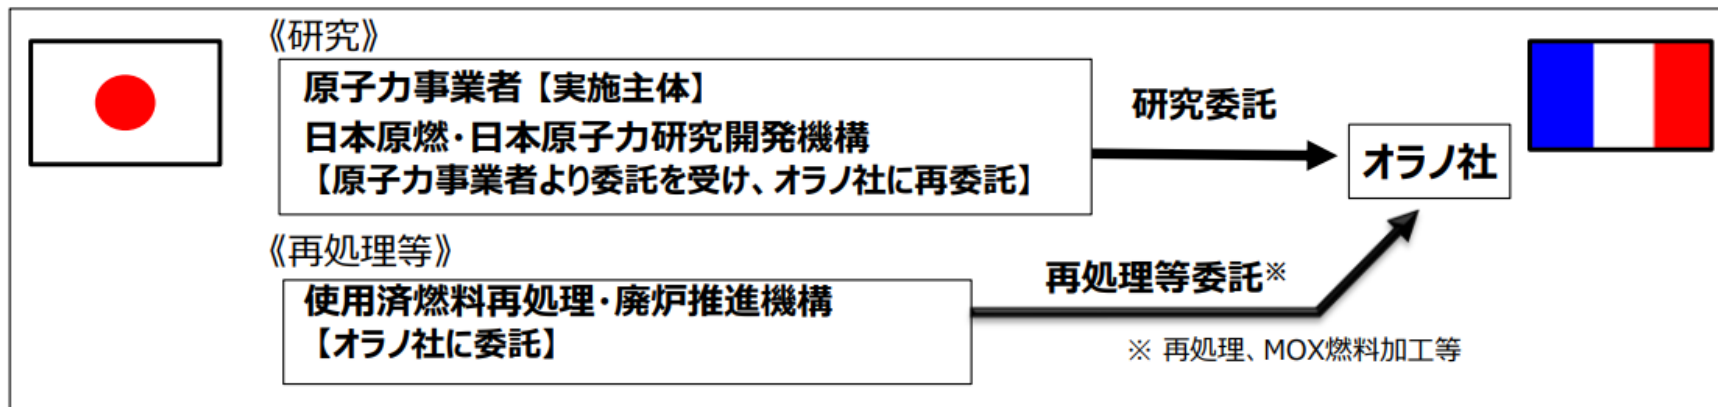 《研究》
原子力事業者【実施主体】
日本原燃・日本原子力研究開発機構
【原子力事業者より委託を受け、オラノ社に再委託】
研究委託
オラノ社
《再処理等》
使用済燃料再処理・廃炉推進機構
【オラノ社に委託】
再処理等委託※
※ 再処理、MOX燃料加工等